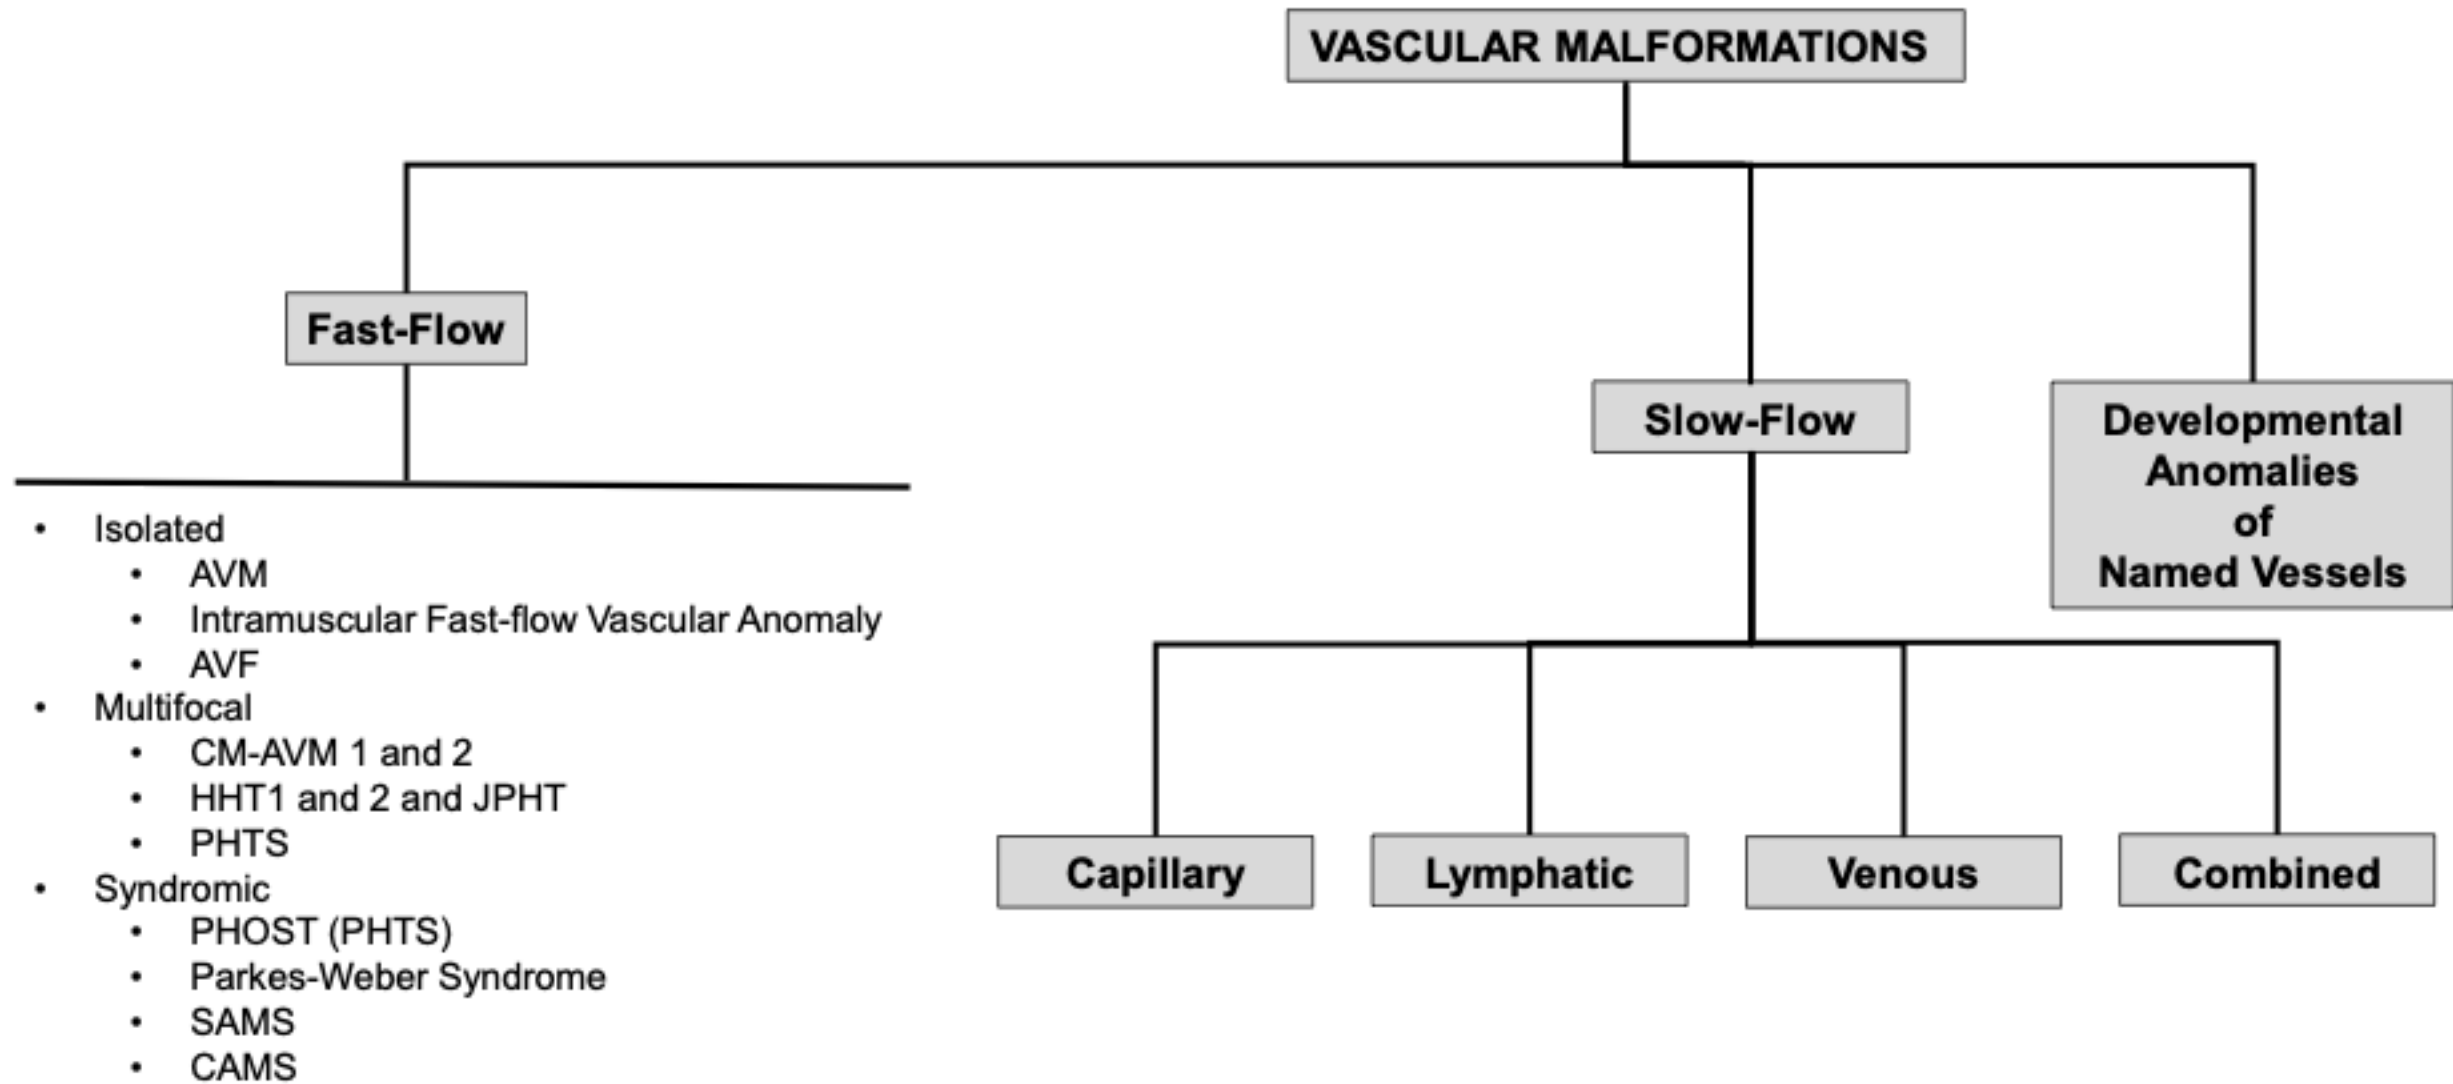 VASCULAR MALFORMATIONS
Fast-Flow
• Isolated
• AVM
• Intramuscular Fast-flow Vascular Anomaly
• AVF
• Multifocal
• CM-AVM 1 and 2
• HHT1 and 2 and JPHT
• PHTS
• Syndromic
• PHOST (PHTS)
• Parkes-Weber Syndrome
• SAMS
• CAMS
Slow-Flow
Capillary
Lymphatic
Venous
Combined
Developmental
Anomalies
of
Named Vessels